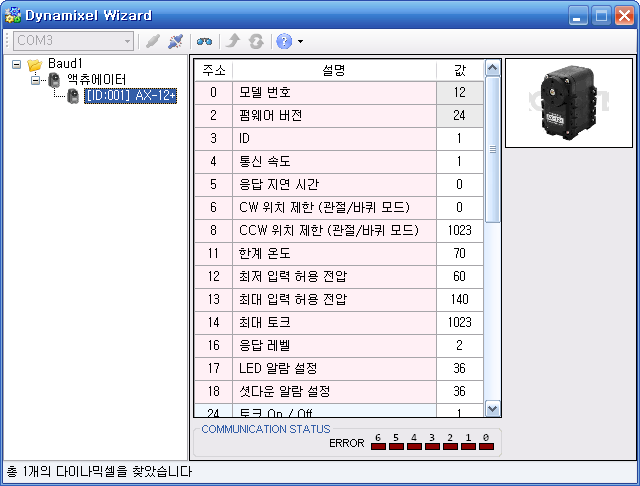 Dynamixel Wizard
COM3
Baud1
액츄에이터
[ID:001] AX-12+
주소 설명 값
0 모델 번호 12
2 펌웨어 버전 24
3 ID 1
4 통신 속도 1
5 응답 지연 시간 0
6 CW 위치 제한 (관절/바퀴 모드) 0
8 CCW 위치 제한 (관절/바퀴 모드) 1023
11 한계 온도 70
12 최저 입력 허용 전압 60
13 최대 입력 허용 전압 140
14 최대 토크 1023
16 응답 레벨 2
17 LED 알람 설정 36
18 셧다운 알람 설정 36
24 토크 On / Off 1
COMMUNICATION STATUS
ERROR 6 5 4 3 2 1 0
총 1개의 다이나믹셀을 찾았습니다